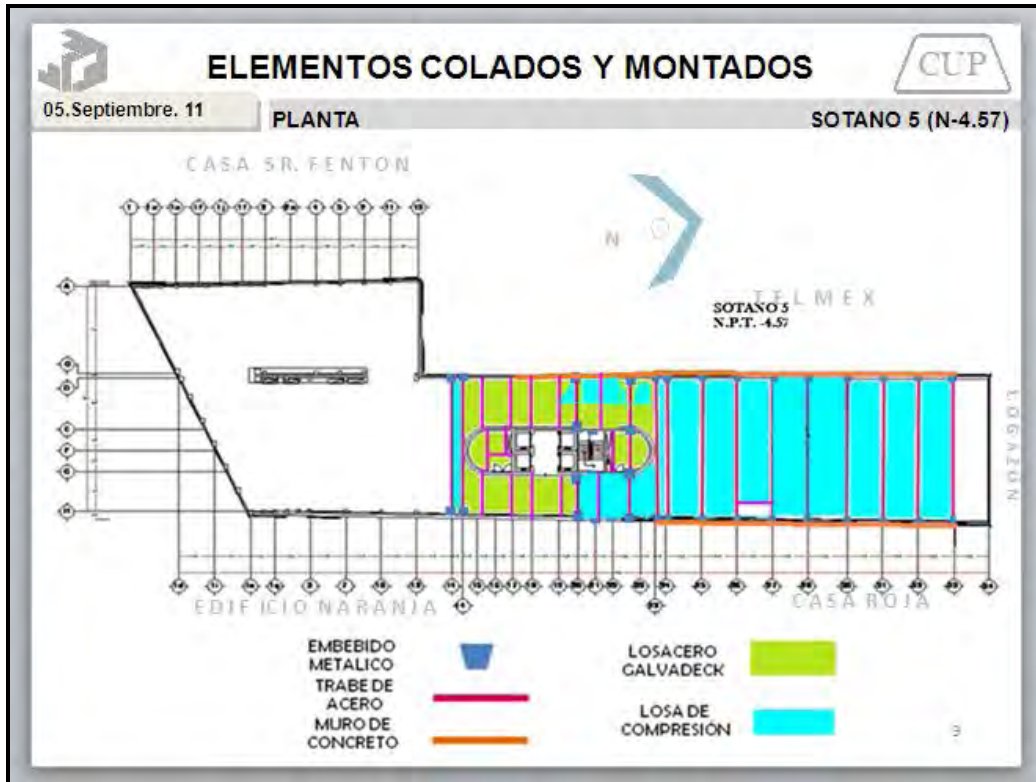 ELEMENTOS COLADOS Y MONTADOS
CUP
05.Septiembre. 11
PLANTA
SOTANO 5 (N-4.57)
CASA SR. FENTON
N
TELMEX
SOTANO 5
N.P.T. -4.57
LOGAZON
EDIFICIO NARANJA
CASA ROJA
EMBEBIDO
METALICO
TRABE DE
ACERO
MURO DE
CONCRETO
LOSACERO
GALVADECK
LOSA DE
COMPRESIÓN
9